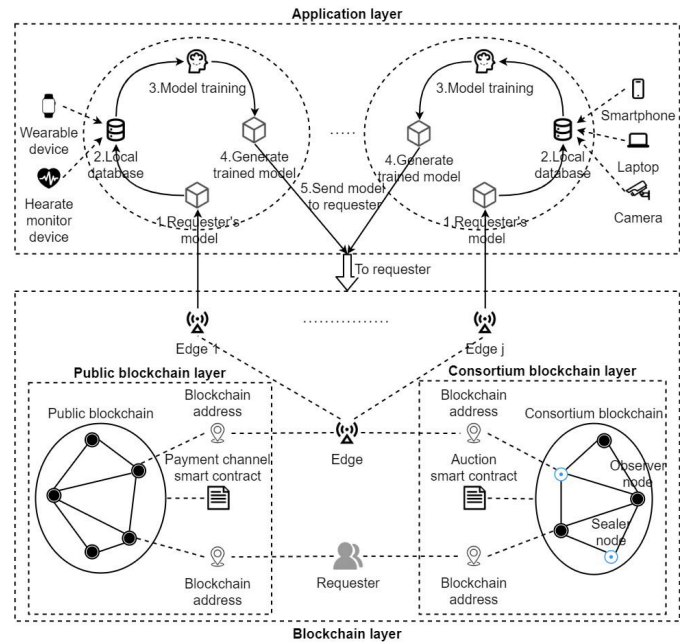 Application layer
3.Model training
3.Model training
Wearable
device
2.Local
database
4.Generate
trained model
.....
4.Generate
trained model
2.Local
database
Smartphone
Laptop
Camera
Hearate
monitor
device
1.Requester's
model
5.Send model
to requester
1.Requester's
model
To requester
Edge 1
..................
Edge j
Public blockchain layer
Consortium blockchain layer
Public blockchain
Blockchain
address
Edge
Blockchain
address
Consortium blockchain
Payment channel
smart contract
Auction
smart contract
Observer
node
Sealer
node
Blockchain
address
Requester
Blockchain
address
Blockchain layer